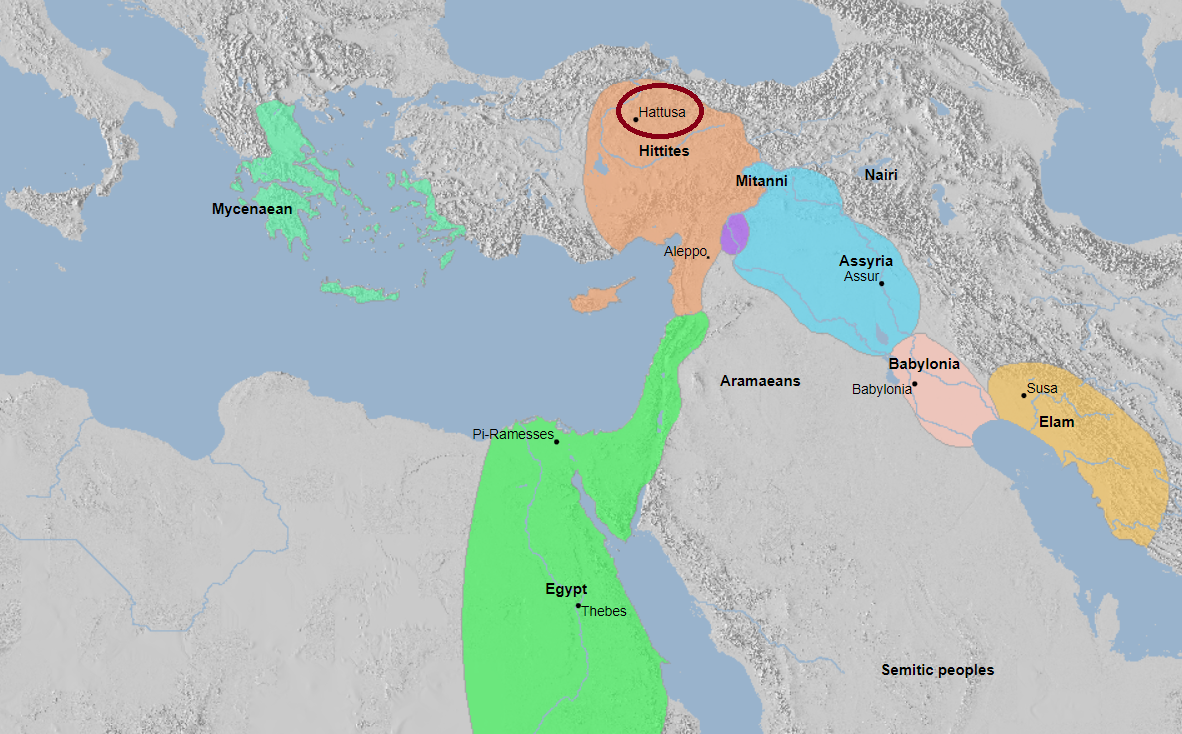 Hattusa
Hittites
Nairi
Mitanni
Mycenaean
Aleppo
Assyria
Assur
Babylonia
Babylonia
Aramaeans
Susa
Elam
Pi-Ramesses
Egypt
Thebes
Semitic peoples